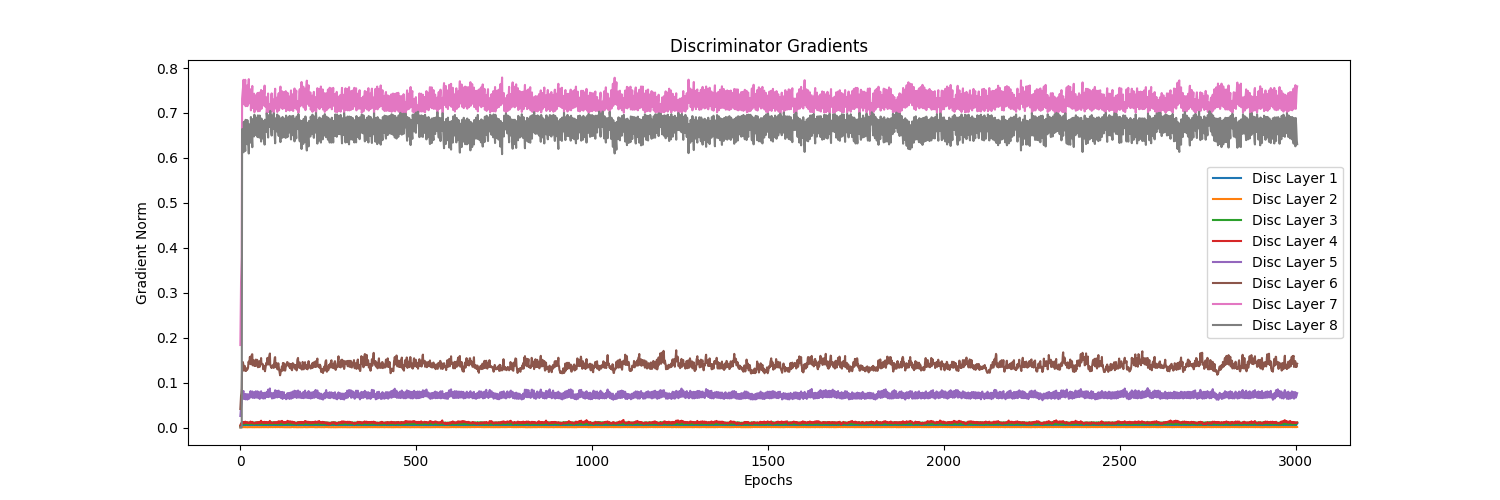 Discriminator Gradients
0.8
0.7
0.6
0.5
0.4
0.3
0.2
0.1
0.0
Gradient Norm
Disc Layer 1
Disc Layer 2
Disc Layer 3
Disc Layer 4
Disc Layer 5
Disc Layer 6
Disc Layer 7
Disc Layer 8
0 500 1000 1500 2000 2500 3000
Epochs